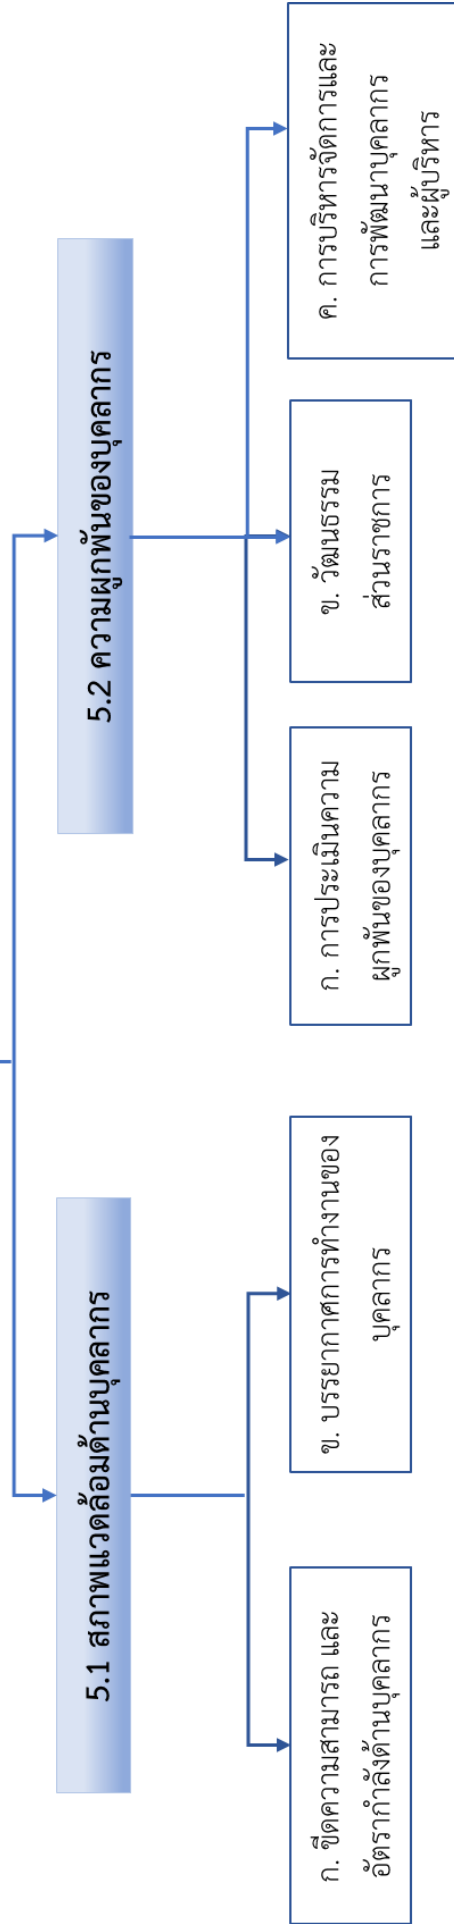 5.1 สภาพแวดล้อมด้านบุคลากร
5.2 ความผูกพันของบุคลากร
ก. ขีดความสามารถ และ
อัตรากำลังด้านบุคลากร
ข. บรรยากาศการทำงานของ
บุคลากร
ก. การประเมินความ
ผูกพันของบุคลากร
ข. วัฒนธรรม
ส่วนราชการ
ค. การบริหารจัดการและ
การพัฒนาบุคลากร
และผู้บริหาร